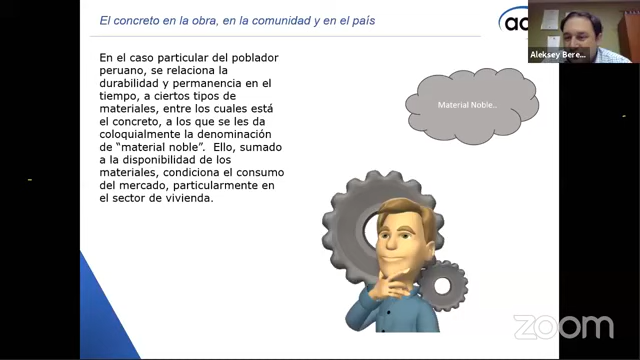 El concreto en la obra, en la comunidad y en el país
Aleksey Bere...
En el caso particular del poblador
peruano, se relaciona la
durabilidad y permanencia en el
tiempo, a ciertos tipos de
materiales, entre los cuales está
el concreto, a los que se les da
coloquialmente la denominación
de “material noble”. Ello, sumado
a la disponibilidad de los
materiales, condiciona el consumo
del mercado, particularmente en
el sector de vivienda.
Material Noble..
zoom